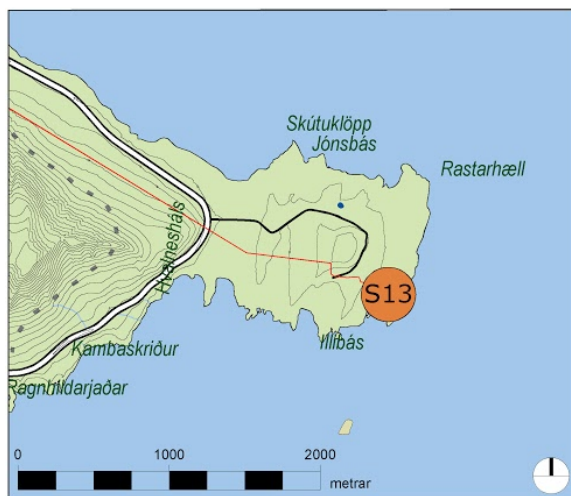 Skútuklöpp
Jónsbás
Rastarhæll
Hvalnesháls
S13
Illibás
Kambaskriður
Ragnhildarjaðar
0 1000 2000
metrar